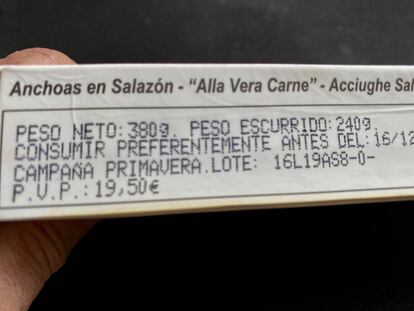 Anchoas en Salazón - "Alla Vera Carne" - Acciughe Sal
PESO NETO:380g. PESO ESCURRIDO:240g
CONSUMIR PREFERENTEMENTE ANTES DEL:16/12
CAMPAÑA PRIMAVERA.LOTE: 16L19AS8-0-
P.V.P.:19,50€